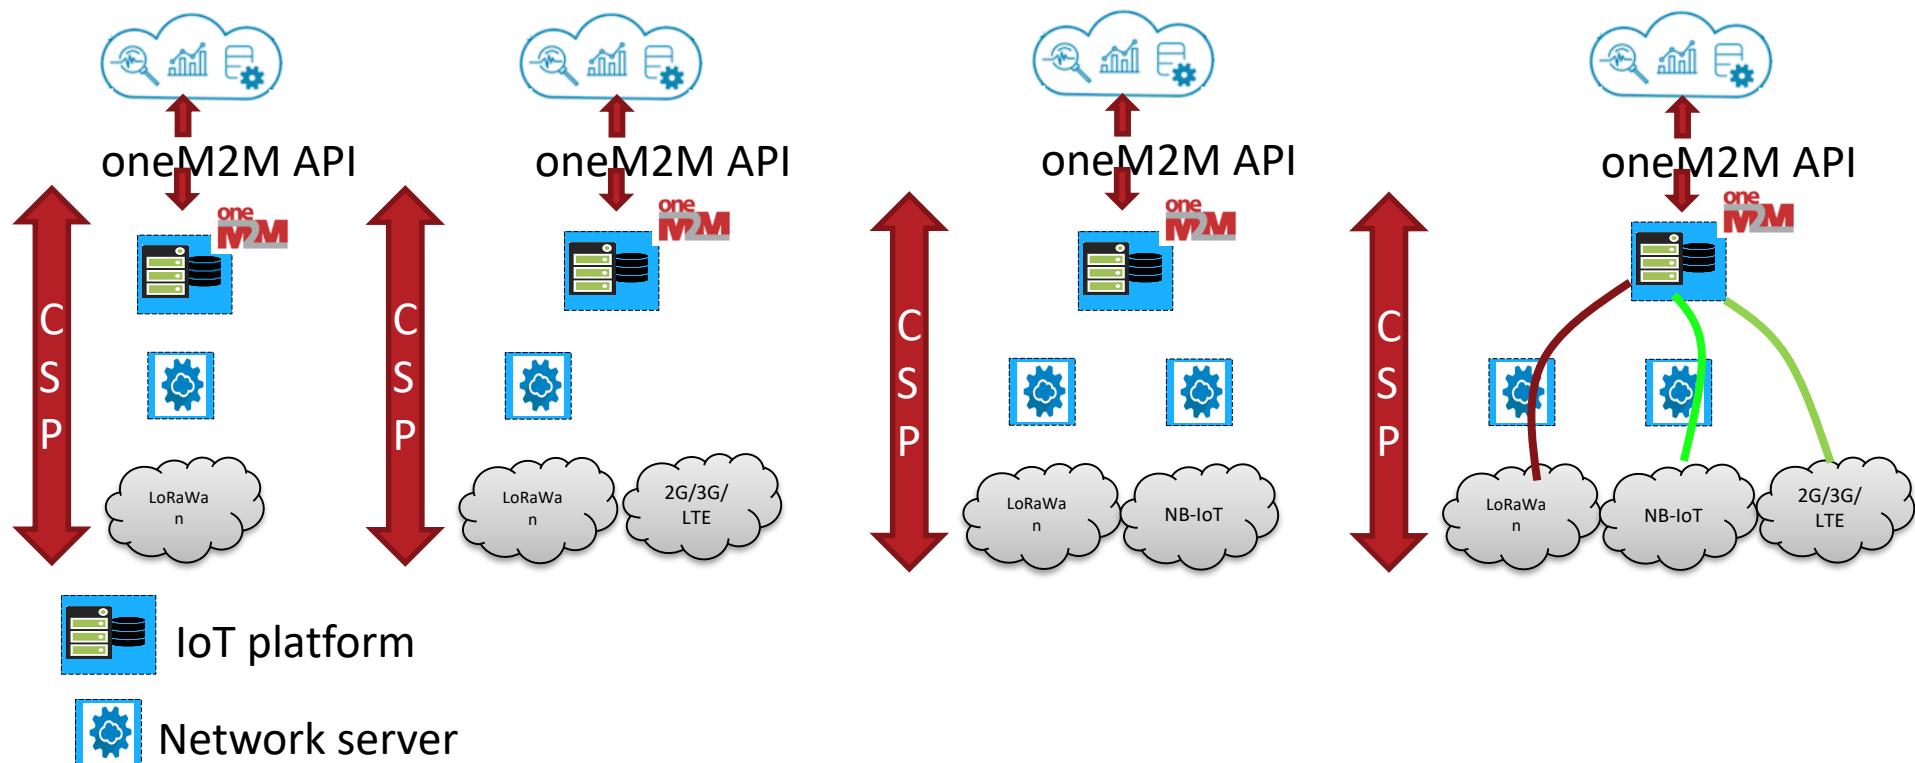 oneM2M API
oneM2M API
oneM2M API
oneM2M API
one
M2M
one
M2M
one
M2M
one
M2M
C
S
P
C
S
P
C
S
P
C
S
P
LoRaWa
n
LoRaWa
n
2G/3G/
LTE
LoRaWa
n
NB-IoT
LoRaWa
n
NB-IoT
2G/3G/
LTE
IoT platform
Network server